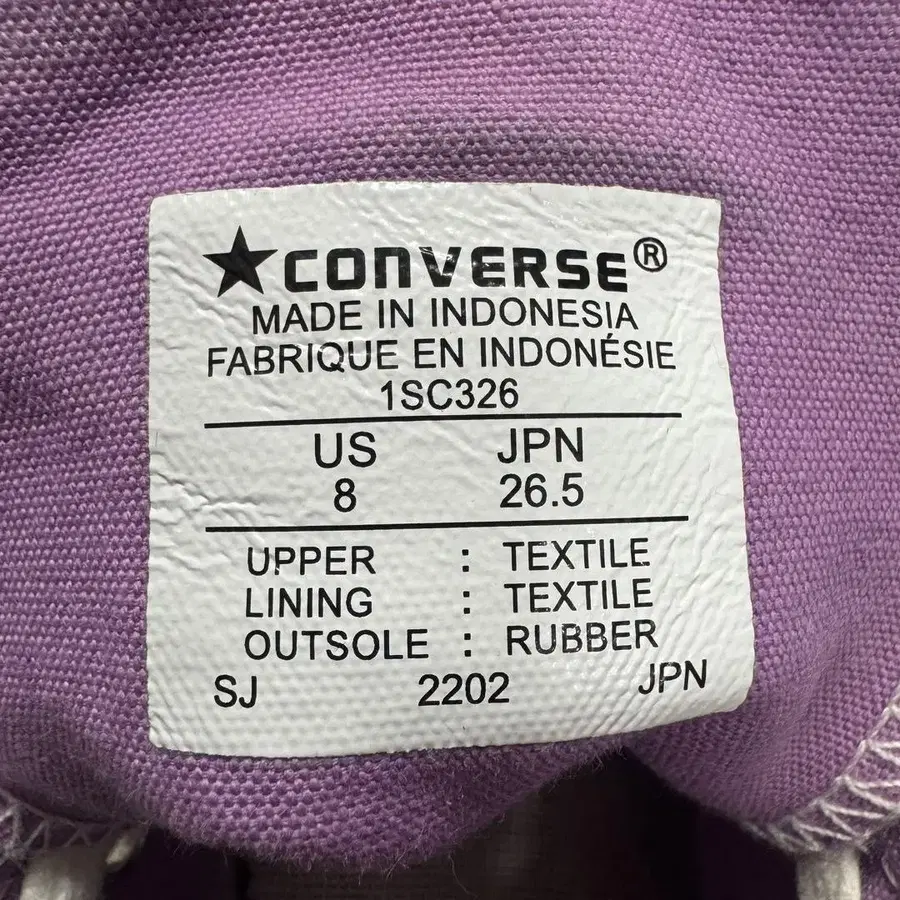 ★CONVERSE®
MADE IN INDONESIA
FABRIQUE EN INDONÉSIE
1SC326
US JPN
8 26.5
UPPER : TEXTILE
LINING : TEXTILE
OUTSOLE : RUBBER
SJ 2202 JPN